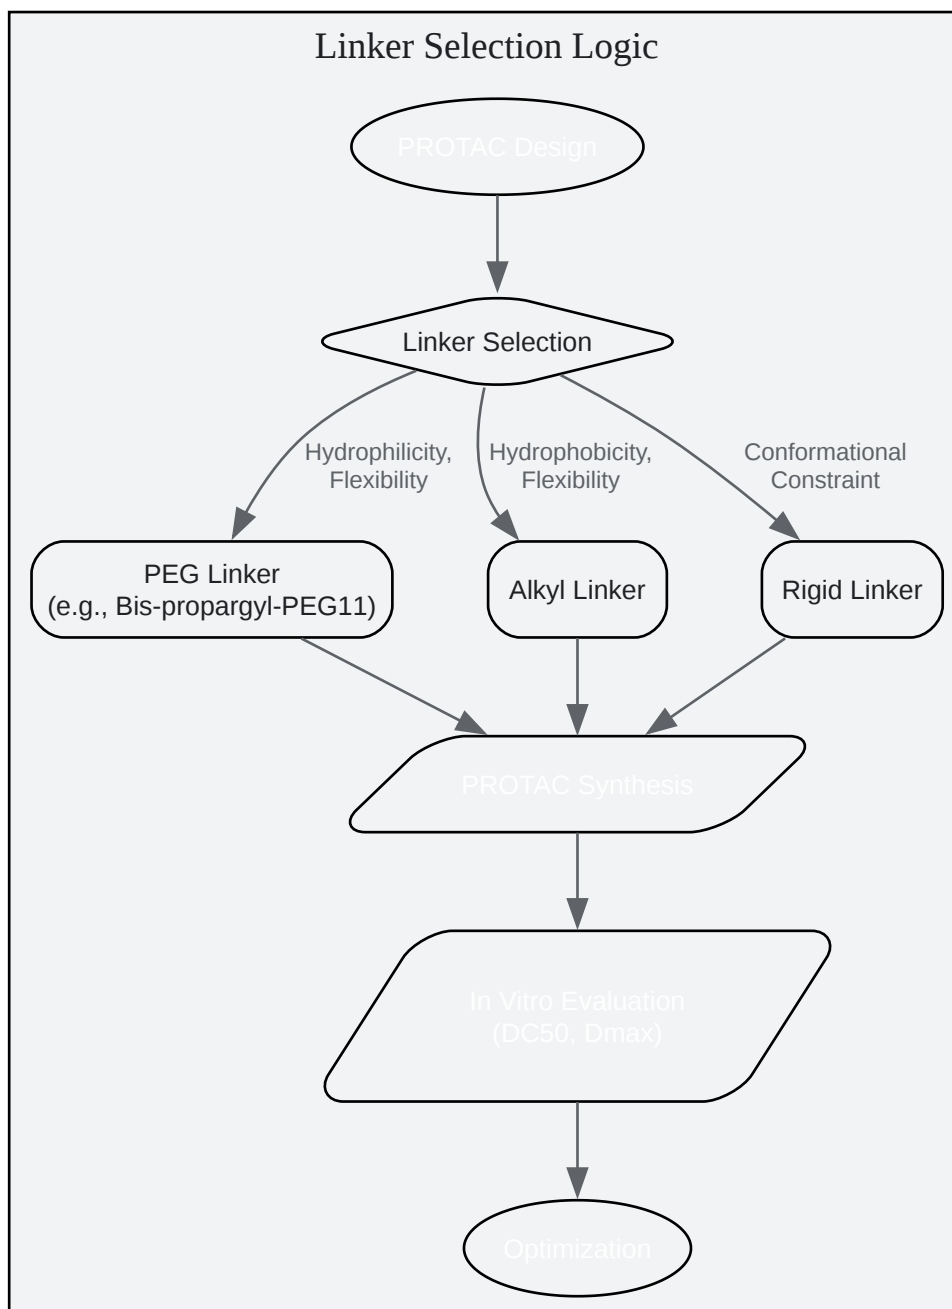 Linker Selection Logic
PROTAC Design
Linker Selection
Hydrophilicity,
Flexibility
Hydrophobicity,
Flexibility
Conformational
Constraint
PEG Linker
(e.g., Bis-propargyl-PEG11)
Alkyl Linker
Rigid Linker
PROTAC Synthesis
In Vitro Evaluation
(DC50, Dmax)
Optimization